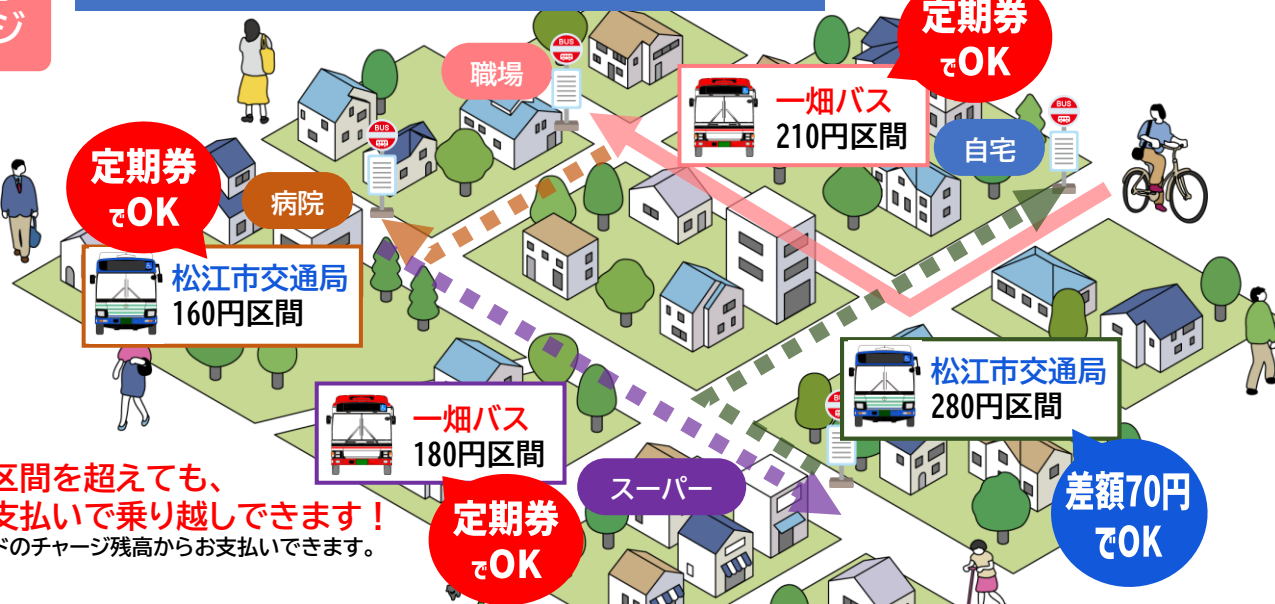 ジ
定期券
でOK
BUS
職場
一畑バス
210円区間
BUS
自宅
BUS
定期券
でOK
病院
松江市交通局
160円区間
松江市交通局
280円区間
一畑バス
180円区間
スーパー
差額70円
でOK
定期券
でOK
区間を超えても、
支払いで乗り越しできます！
ドのチャージ残高からお支払いできます。